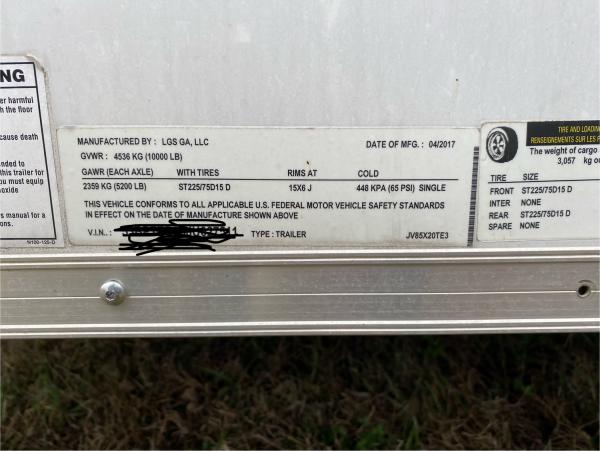 NG
er harmful
h the floor
cause death
nded to
this trailer for
u must equip
oxide
s manual for a
ons.
N100-125-D
MANUFACTURED BY : LGS GA, LLC
DATE OF MFG. : 04/2017
GVWR : 4536 KG (10000 LB)
GAWR (EACH AXLE) WITH TIRES RIMS AT COLD
2359 KG (5200 LB) ST225/75D15 D 15X6 J 448 KPA (65 PSI) SINGLE
THIS VEHICLE CONFORMS TO ALL APPLICABLE U.S. FEDERAL MOTOR VEHICLE SAFETY STANDARDS
IN EFFECT ON THE DATE OF MANUFACTURE SHOWN ABOVE
V.I.N. : TYPE : TRAILER JV85X20TE3
TIRE AND LOADIN
RENSEIGNEMENTS SUR LES P
The weight of cargo
3,057 kg o
TIRE SIZE
FRONT ST225/75D15 D
INTER NONE
REAR ST225/75D15 D
SPARE NONE